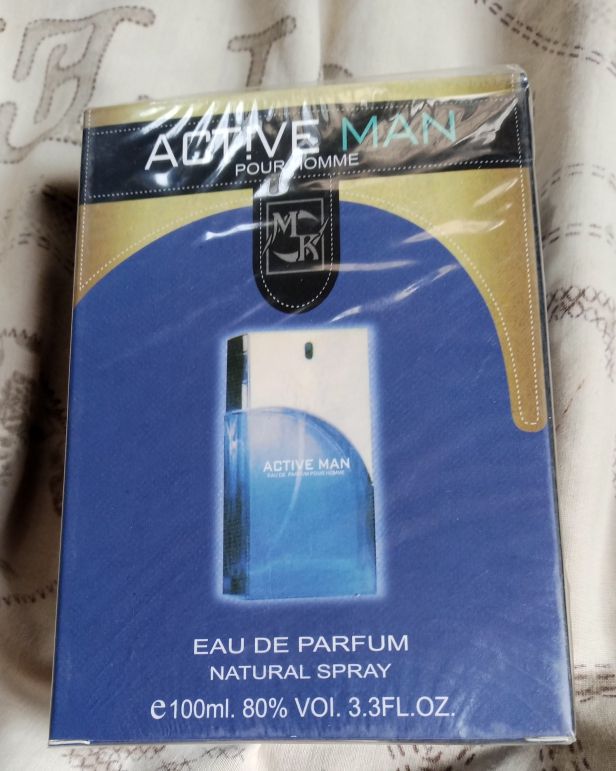 ACTIVE MAN
POUR HOMME
MK
ACTIVE MAN
EAU DE PARFUM POUR HOMME
EAU DE PARFUM
NATURAL SPRAY
e100ml. 80% VOl. 3.3FL.OZ.